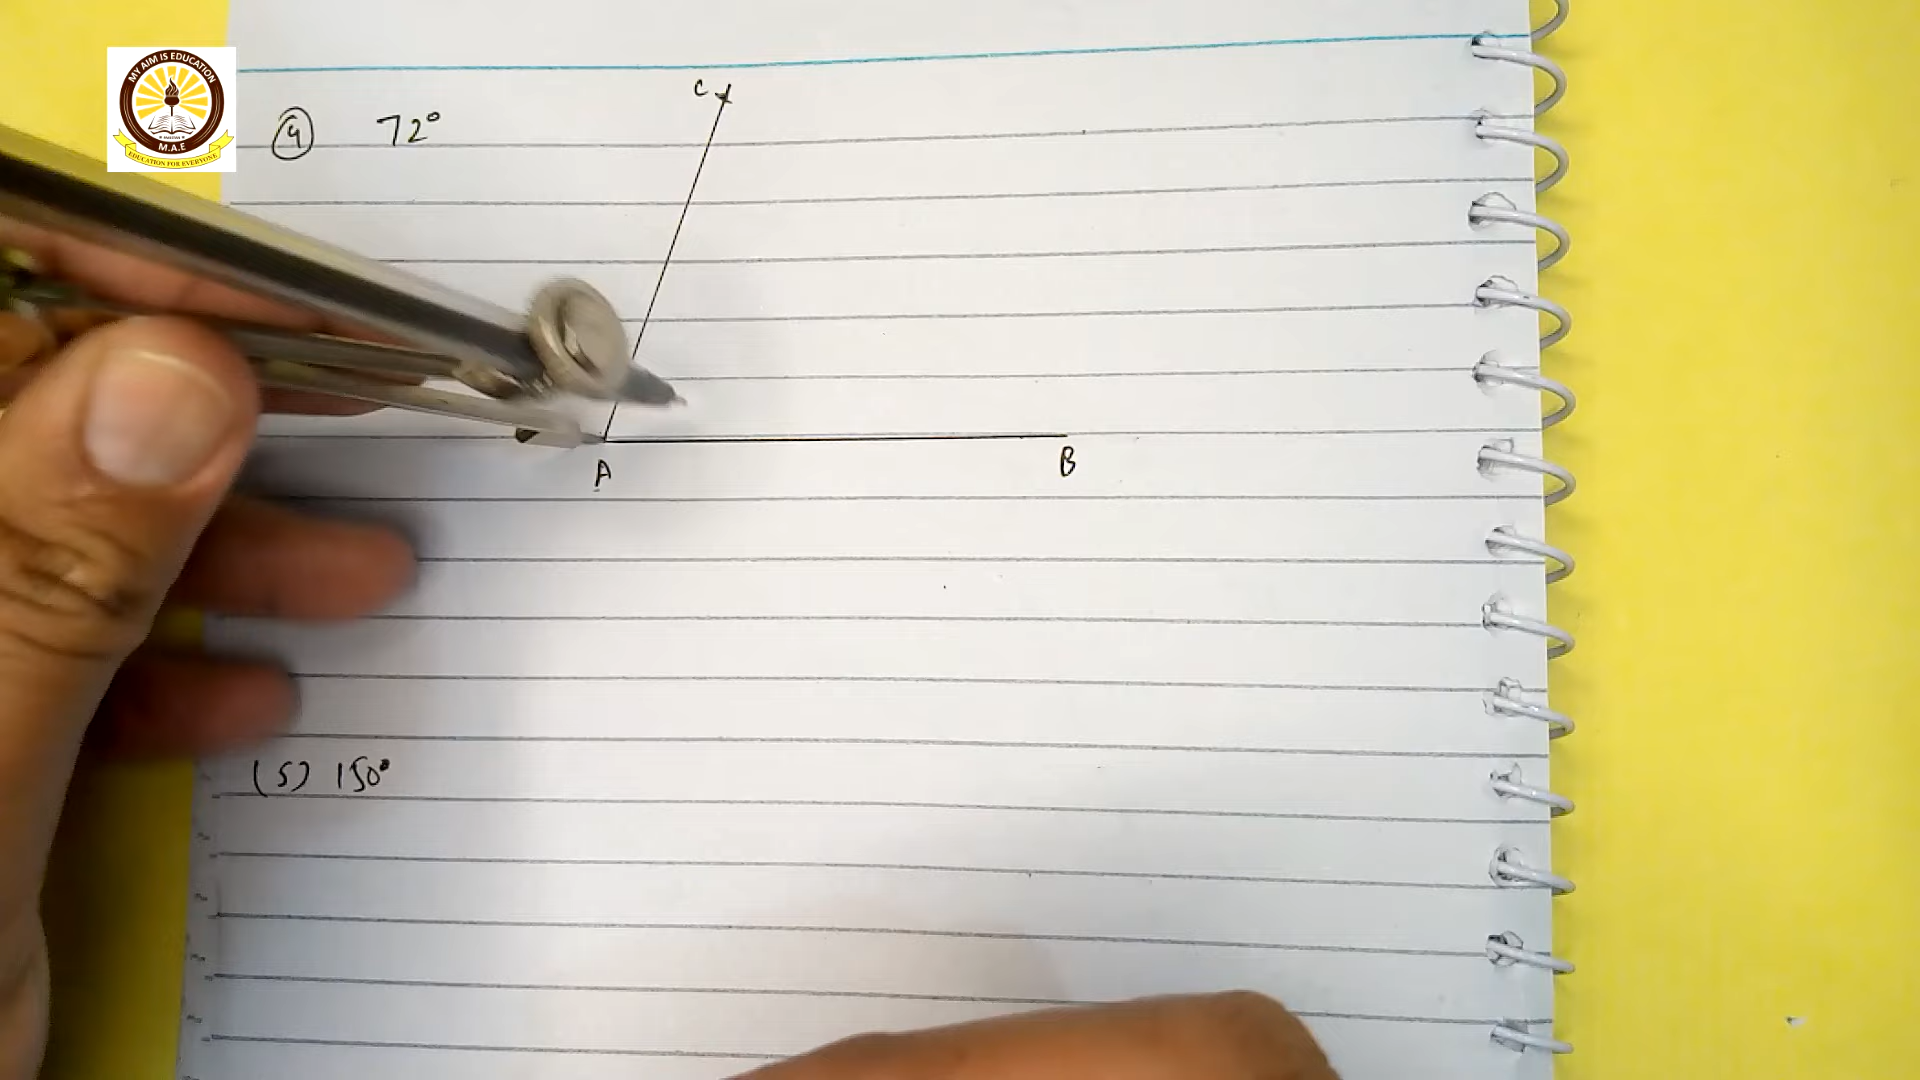 MY AIM IS EDUCATION
M.A.E
EDUCATION FOR EVERYONE
④ 72°
C
A B
(5) 150°